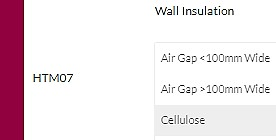 Wall Insulation
Air Gap <100mm Wide
HTM07
Air Gap >100mm Wide
Cellulose